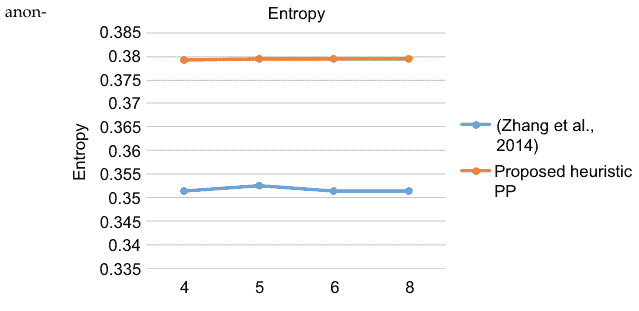 anon-
Entropy
0.385
0.38
0.375
0.37
0.365
0.36
0.355
0.35
0.345
0.34
0.335
Entropy
4 5 6 8
(Zhang et al.,
2014)
Proposed heuristic
PP